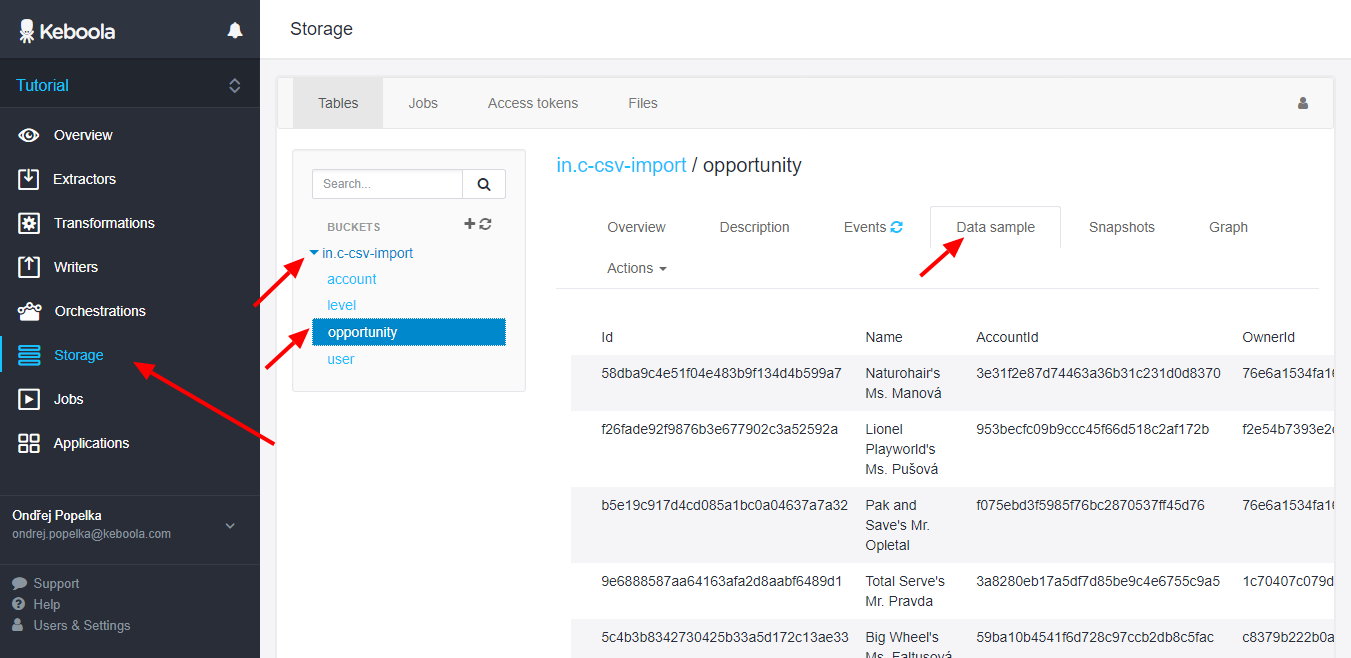 Keboola
Tutorial
Overview
Extractors
Transformations
Writers
Orchestrations
Storage
Jobs
Applications
Ondřej Popelka
ondrej.popelka@keboola.com
Support
Help
Users & Settings
Storage
Tables Jobs Access tokens Files
Search...
BUCKETS
in.c-csv-import
account
level
opportunity
user
in.c-csv-import / opportunity
Overview Description Events Data sample Snapshots Graph
Actions
Id Name AccountId OwnerId
58dba9c4e51f04e483b9f134d4b599a7 Naturohair's 3e31f2e87d74463a36b31c231d0d8370 76e6a1534fa16
Ms. Manová
f26fade92f9876b3e677902c3a52592a Lionel 953becfc09b9ccc45f66d518c2af172b f2e54b7393e2
Playworld's
Ms. Pušová
b5e19c917d4cd085a1bc0a04637a7a32 Pak and f075ebd3f5985f76bc2870537ff45d76 76e6a1534fa16
Save's Mr.
Opletal
9e6888587aa64163afa2d8aabf6489d1 Total Serve's 3a8280eb17a5df7d85be9c4e6755c9a5 1c70407c079d
Mr. Pravda
5c4b3b8342730425b33a5d172c13ae33 Big Wheel's 59ba10b4541f6d728c97ccb2db8c5fac c8379b222b0a
Ms. Faltusová